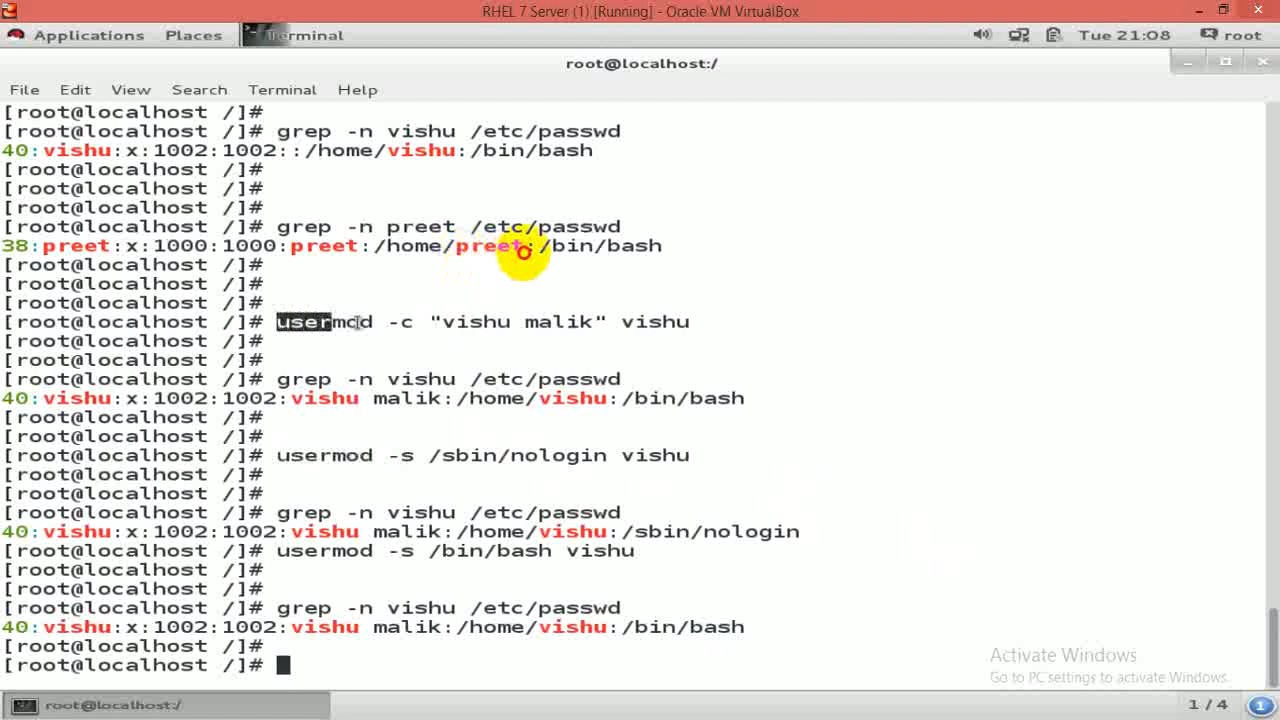 RHEL 7 Server (1) [Running] - Oracle VM VirtualBox
Applications Places Terminal Tue 21:08 root
root@localhost:/
File Edit View Search Terminal Help
[root@localhost /]#
[root@localhost /]# grep -n vishu /etc/passwd
40:vishu:x:1002:1002::/home/vishu:/bin/bash
[root@localhost /]#
[root@localhost /]#
[root@localhost /]#
[root@localhost /]# grep -n preet /etc/passwd
38:preet:x:1000:1000:preet:/home/preet:/bin/bash
[root@localhost /]#
[root@localhost /]#
[root@localhost /]#
[root@localhost /]# usermod -c "vishu malik" vishu
[root@localhost /]#
[root@localhost /]#
[root@localhost /]# grep -n vishu /etc/passwd
40:vishu:x:1002:1002:vishu malik:/home/vishu:/bin/bash
[root@localhost /]#
[root@localhost /]#
[root@localhost /]# usermod -s /sbin/nologin vishu
[root@localhost /]#
[root@localhost /]#
[root@localhost /]# grep -n vishu /etc/passwd
40:vishu:x:1002:1002:vishu malik:/home/vishu:/sbin/nologin
[root@localhost /]# usermod -s /bin/bash vishu
[root@localhost /]#
[root@localhost /]#
[root@localhost /]# grep -n vishu /etc/passwd
40:vishu:x:1002:1002:vishu malik:/home/vishu:/bin/bash
[root@localhost /]#
[root@localhost /]#
Activate Windows
Go to PC settings to activate Windows.
root@localhost:/ 1 / 4 1